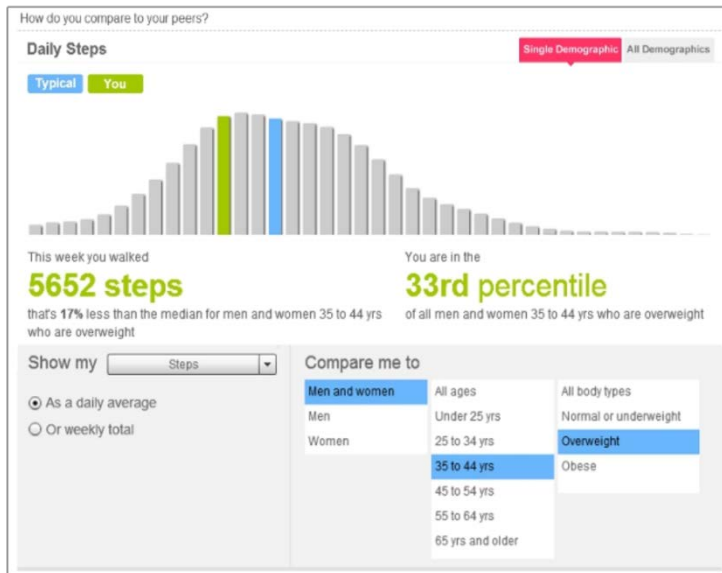 How do you compare to your peers?
Daily Steps
Single Demographic
All Demographics
Typical
You
This week you walked
5652 steps
that's 17% less than the median for men and women 35 to 44 yrs
who are overweight
You are in the
33rd percentile
of all men and women 35 to 44 yrs who are overweight
Show my
Steps
As a daily average
Or weekly total
Compare me to
Men and women
Men
Women
All ages
Under 25 yrs
25 to 34 yrs
35 to 44 yrs
45 to 54 yrs
55 to 64 yrs
65 yrs and older
All body types
Normal or underweight
Overweight
Obese